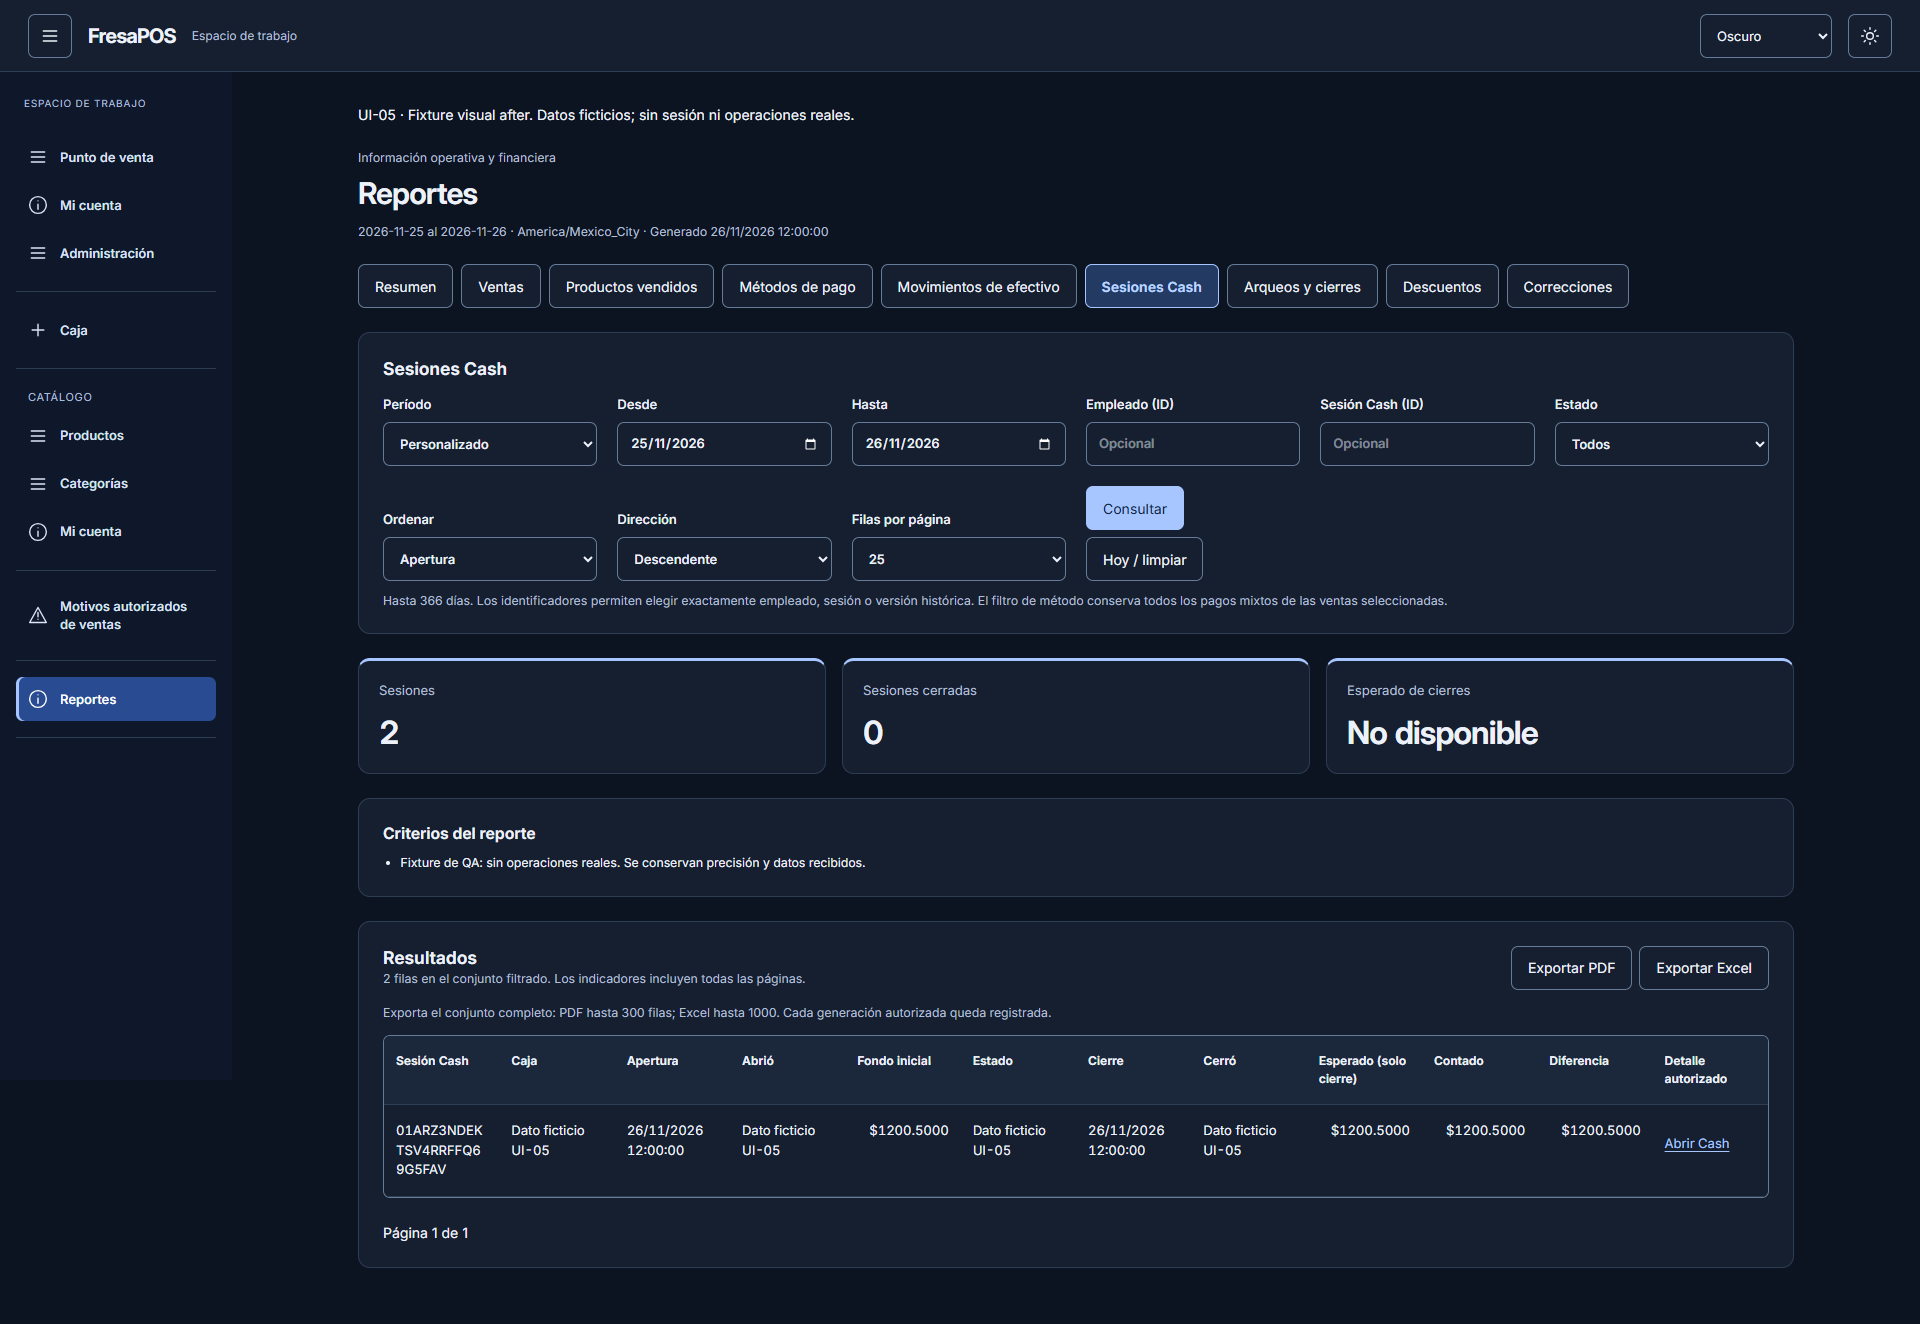 FresaPOS
Espacio de trabajo
Oscuro
ESPACIO DE TRABAJO
Punto de venta
Mi cuenta
Administración
Caja
CATÁLOGO
Productos
Categorías
Mi cuenta
Motivos autorizados
de ventas
Reportes
UI-05 · Fixture visual after. Datos ficticios; sin sesión ni operaciones reales.
Información operativa y financiera
Reportes
2026-11-25 al 2026-11-26 · America/Mexico_City · Generado 26/11/2026 12:00:00
Resumen
Ventas
Productos vendidos
Métodos de pago
Movimientos de efectivo
Sesiones Cash
Arqueos y cierres
Descuentos
Correcciones
Sesiones Cash
Período
Desde
Hasta
Empleado (ID)
Sesión Cash (ID)
Estado
Personalizado
25/11/2026
26/11/2026
Opcional
Opcional
Todos
Ordenar
Dirección
Filas por página
Consultar
Apertura
Descendente
25
Hoy / limpiar
Hasta 366 días. Los identificadores permiten elegir exactamente empleado, sesión o versión histórica. El filtro de método conserva todos los pagos mixtos de las ventas seleccionadas.
Sesiones
2
Sesiones cerradas
0
Esperado de cierres
No disponible
Criterios del reporte
• Fixture de QA: sin operaciones reales. Se conservan precisión y datos recibidos.
Resultados
2 filas en el conjunto filtrado. Los indicadores incluyen todas las páginas.
Exportar PDF
Exportar Excel
Exporta el conjunto completo: PDF hasta 300 filas; Excel hasta 1000. Cada generación autorizada queda registrada.
Sesión Cash
Caja
Apertura
Abrió
Fondo inicial
Estado
Cierre
Cerró
Esperado (solo
cierre)
Contado
Diferencia
Detalle
autorizado
01ARZ3NDEK
TSV4RRFFQ6
9G5FAV
Dato ficticio
UI-05
26/11/2026
12:00:00
Dato ficticio
UI-05
$1200.5000
Dato ficticio
UI-05
26/11/2026
12:00:00
Dato ficticio
UI-05
$1200.5000
$1200.5000
$1200.5000
Abrir Cash
Página 1 de 1